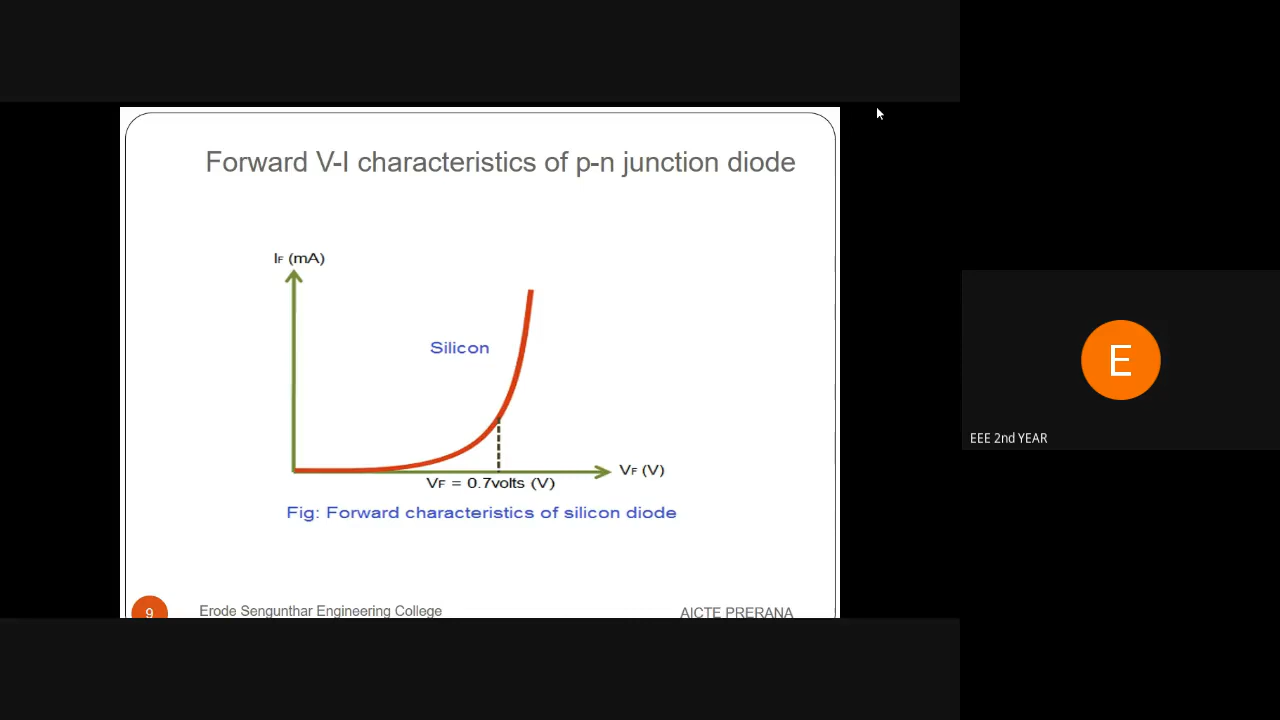 Forward V-I characteristics of p-n junction diode
IF (mA)
Silicon
VF (V)
VF = 0.7volts (V)
Fig: Forward characteristics of silicon diode
9
Erode Sengunthar Engineering College
AICTE PRERANA
E
EEE 2nd YEAR